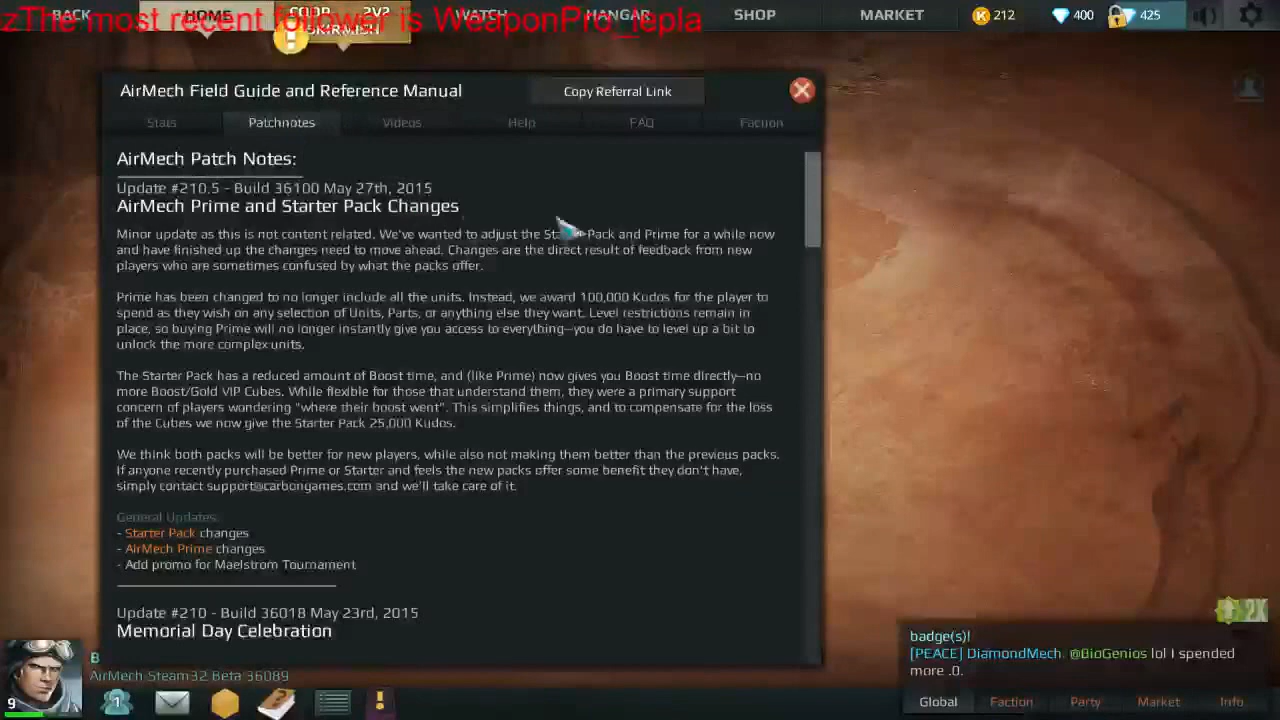 BACK HOME COOP 2V2 WATCH HANGAR SHOP MARKET 212 400 425
zThe most recent follower is WeaponPro_lepla
SKIRMISH
AirMech Field Guide and Reference Manual Copy Referral Link
Stats Patchnotes Videos Help FAQ Faction
AirMech Patch Notes:
Update #210.5 - Build 36100 May 27th, 2015
AirMech Prime and Starter Pack Changes
Minor update as this is not content related. We've wanted to adjust the Starter Pack and Prime for a while now
and have finished up the changes need to move ahead. Changes are the direct result of feedback from new
players who are sometimes confused by what the packs offer.
Prime has been changed to no longer include all the units. Instead, we award 100,000 Kudos for the player to
spend as they wish on any selection of Units, Parts, or anything else they want. Level restrictions remain in
place, so buying Prime will no longer instantly give you access to everything—you do have to level up a bit to
unlock the more complex units.
The Starter Pack has a reduced amount of Boost time, and (like Prime) now gives you Boost time directly—no
more Boost/Gold VIP Cubes. While flexible for those that understand them, they were a primary support
concern of players wondering "where their boost went". This simplifies things, and to compensate for the loss
of the Cubes we now give the Starter Pack 25,000 Kudos.
We think both packs will be better for new players, while also not making them better than the previous packs.
If anyone recently purchased Prime or Starter and feels the new packs offer some benefit they don't have,
simply contact support@carbongames.com and we'll take care of it.
General Updates:
- Starter Pack changes
- AirMech Prime changes
- Add promo for Maelstrom Tournament
Update #210 - Build 36018 May 23rd, 2015
Memorial Day Celebration
2X
badge(s)!
[PEACE] DiamondMech: @BioGenios lol I spended
more .0.
B
AirMech Steam32 Beta 36089
9 1
Global Faction Party Market Info